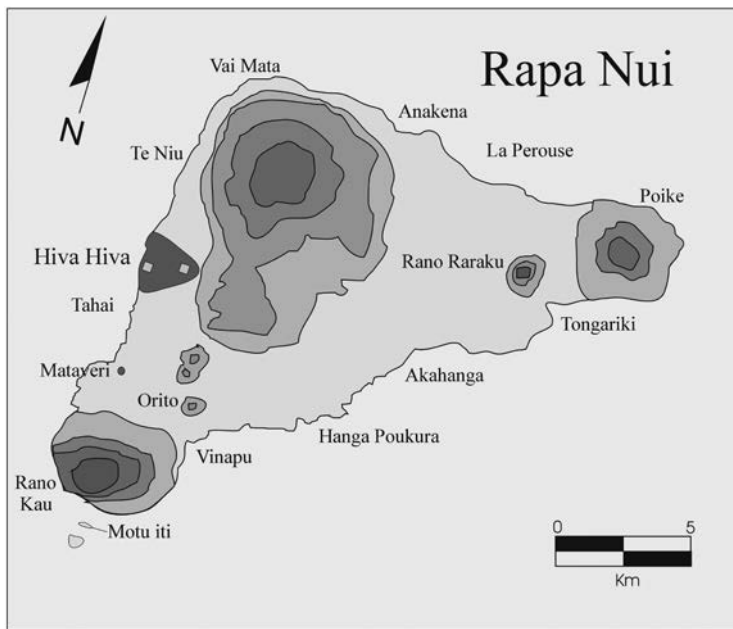 Rapa Nui
Vai Mata
Anakena
Te Niu
La Perouse
N
Poike
Hiva Hiva
Rano Raraku
Tahai
Tongariki
Mataveri
Akahanga
Orito
Hanga Poukura
Vinapu
Rano
Kau
Motu iti
0 5
Km